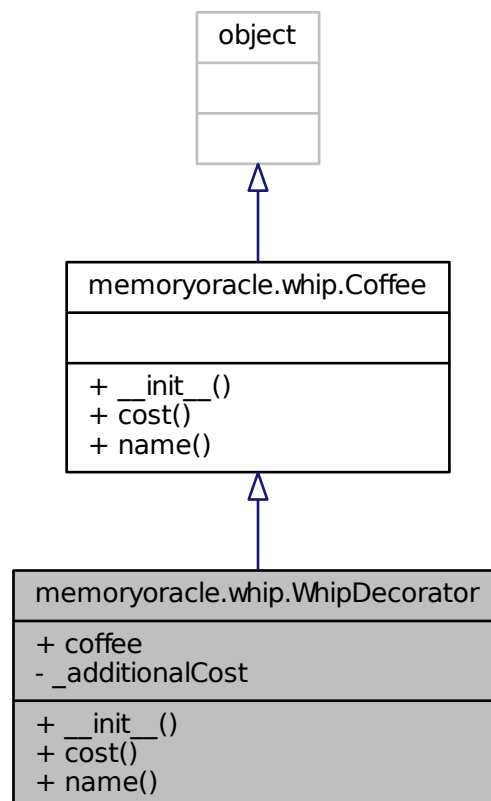 object
memoryoracle.whip.Coffee
+ __init__()
+ cost()
+ name()
memoryoracle.whip.WhipDecorator
+ coffee
- _additionalCost
+ __init__()
+ cost()
+ name()